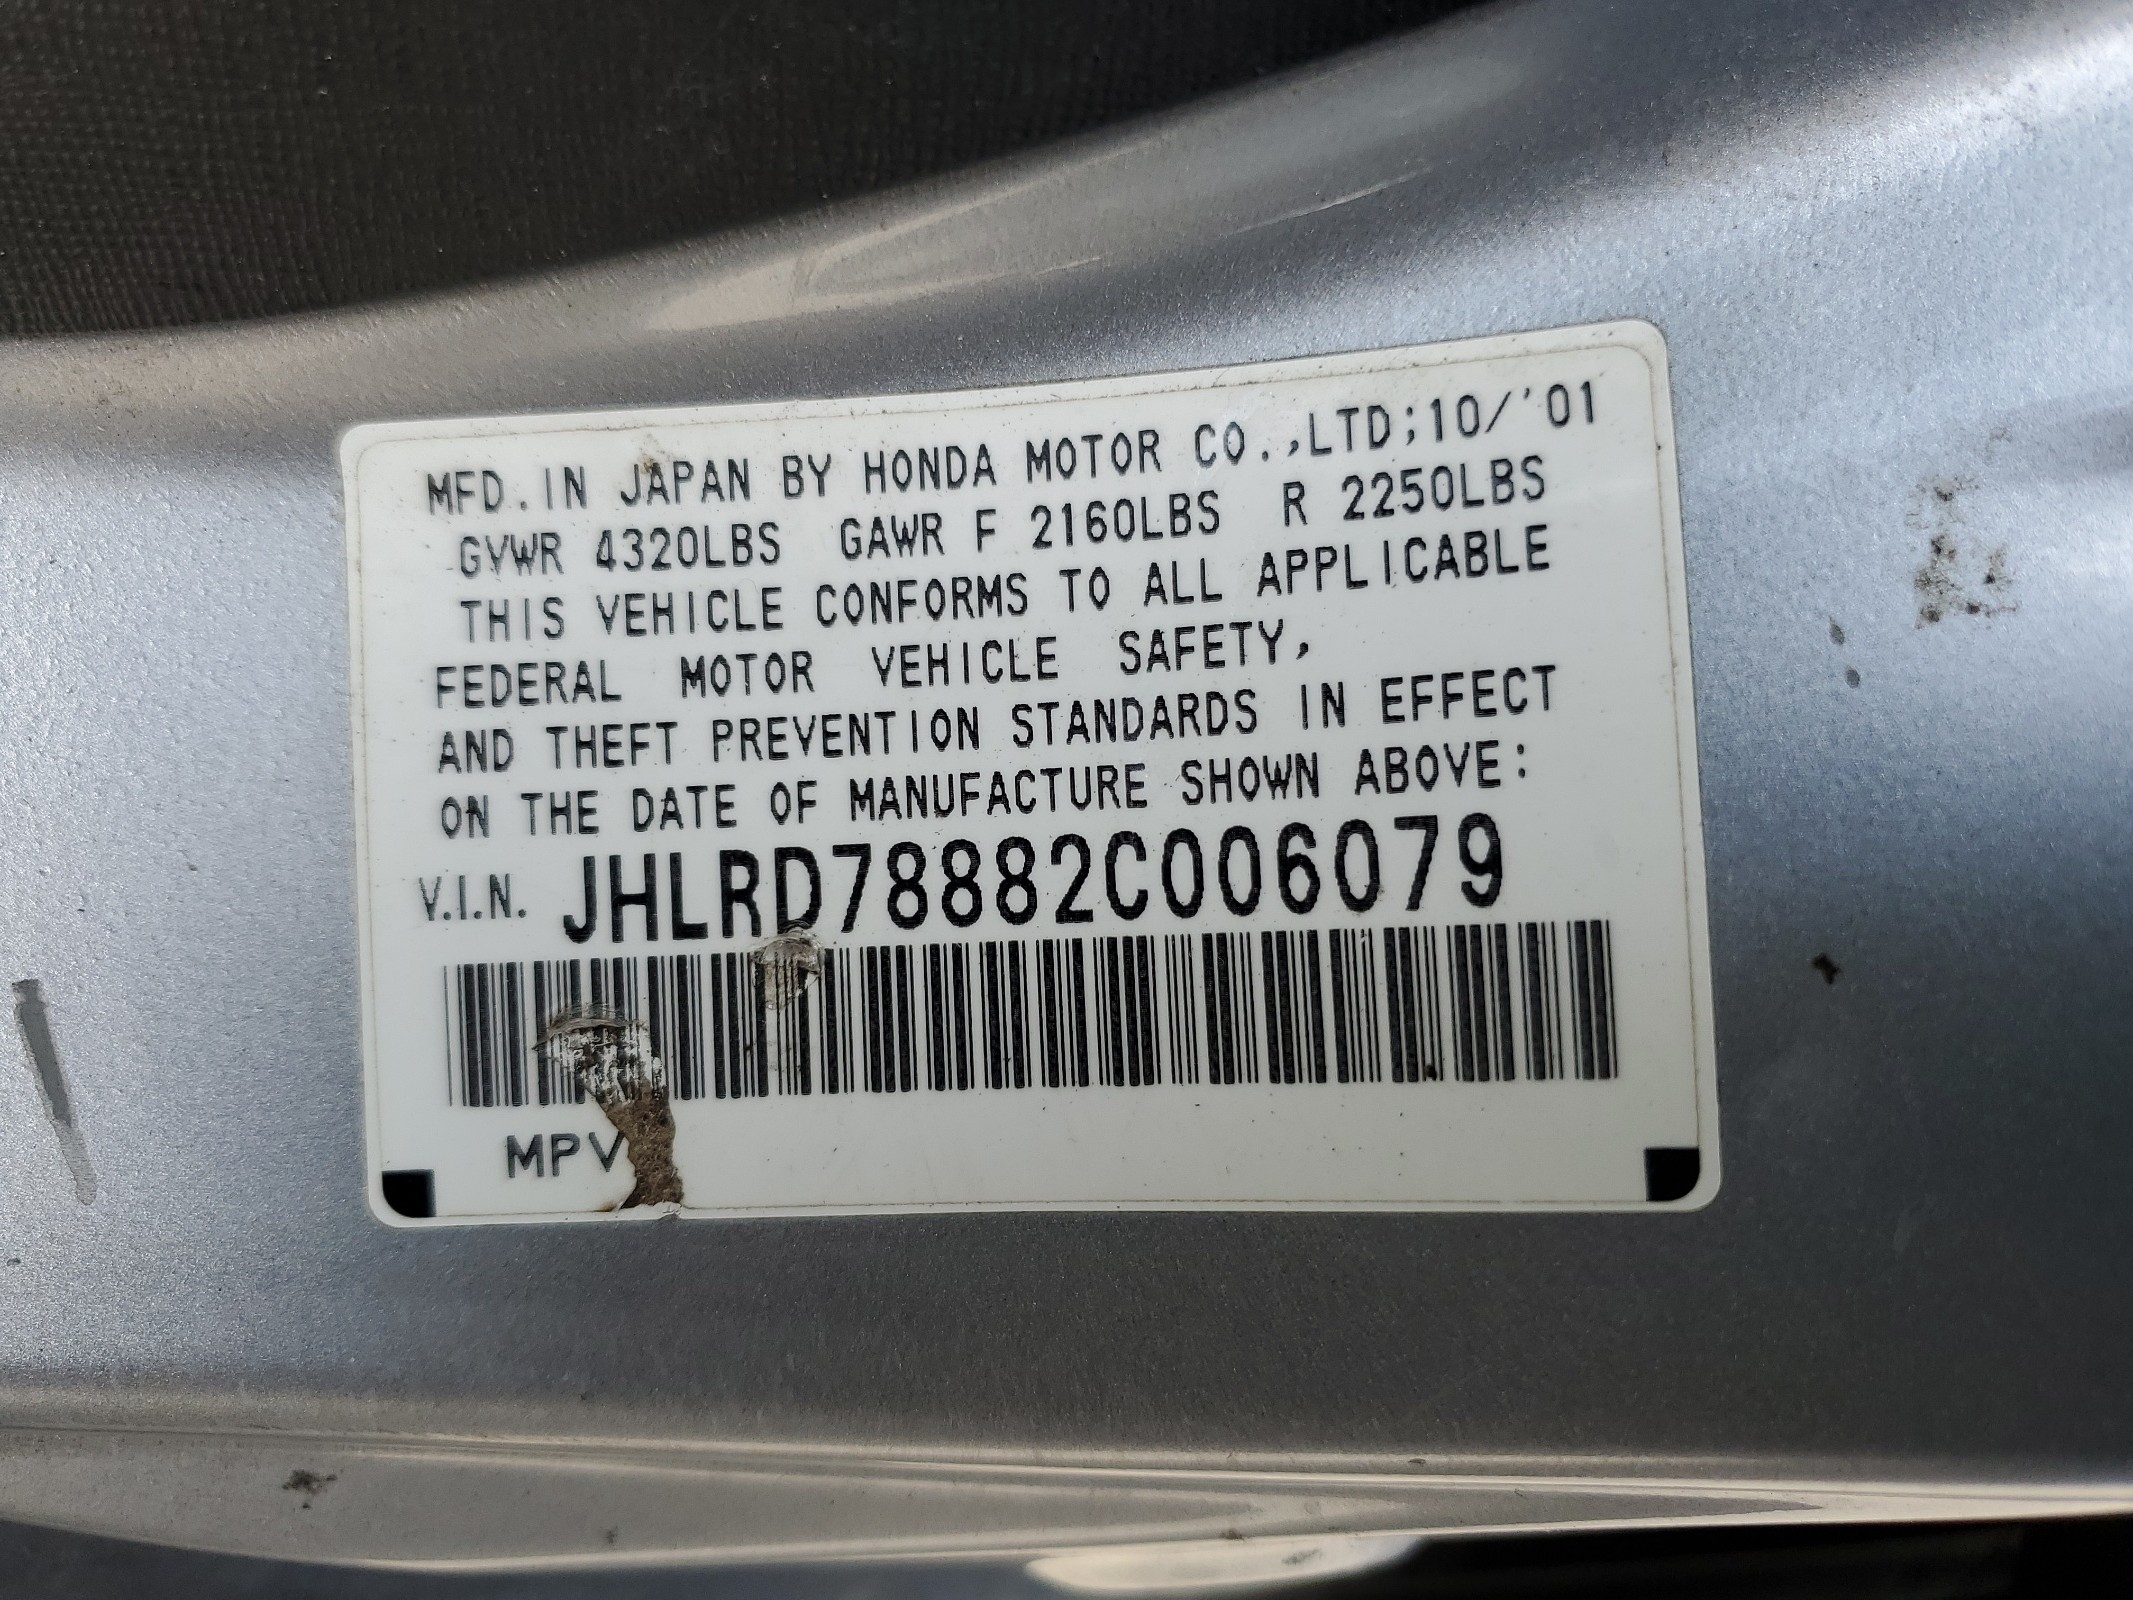 MFD. IN JAPAN BY HONDA MOTOR CO.,LTD;10/'01
GVWR 4320LBS GAWR F 2160LBS R 2250LBS
THIS VEHICLE CONFORMS TO ALL APPLICABLE
FEDERAL MOTOR VEHICLE SAFETY,
AND THEFT PREVENTION STANDARDS IN EFFECT
ON THE DATE OF MANUFACTURE SHOWN ABOVE:
V.I.N. JHLRD78882C006079
MPV